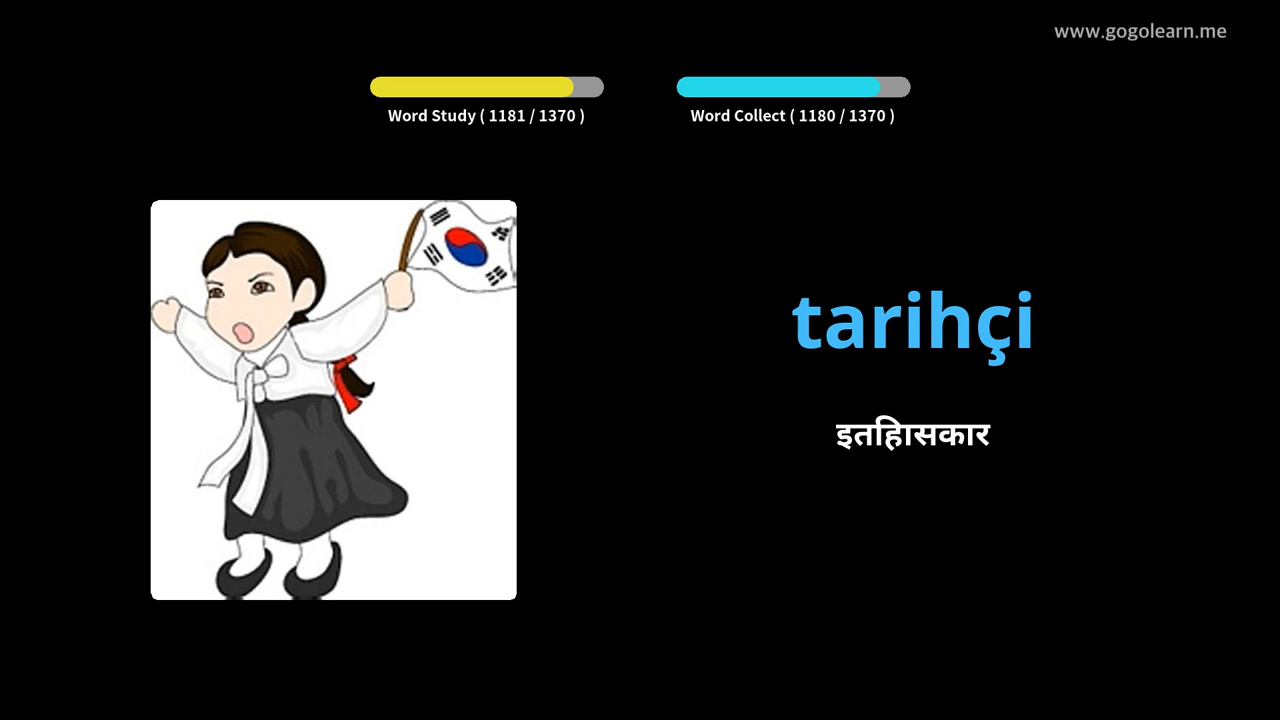 www.gogolearn.me
Word Study ( 1181 / 1370 )
Word Collect ( 1180 / 1370 )
tarihçi
इतिहासकार